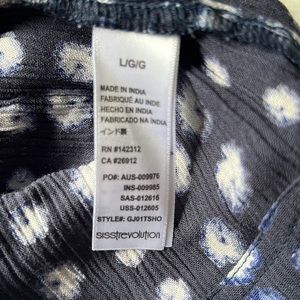 L/G/G
MADE IN INDIA
FABRIQUÉ AU INDE
HECHO EN INDIA
FABRICADO NA INDIA
インド製
RN #142312
CA #26912
PO#: AUS-009976
INS-009985
SAS-012616
USS-012605
STYLE#: GJ01TSHO
sisstrevolution